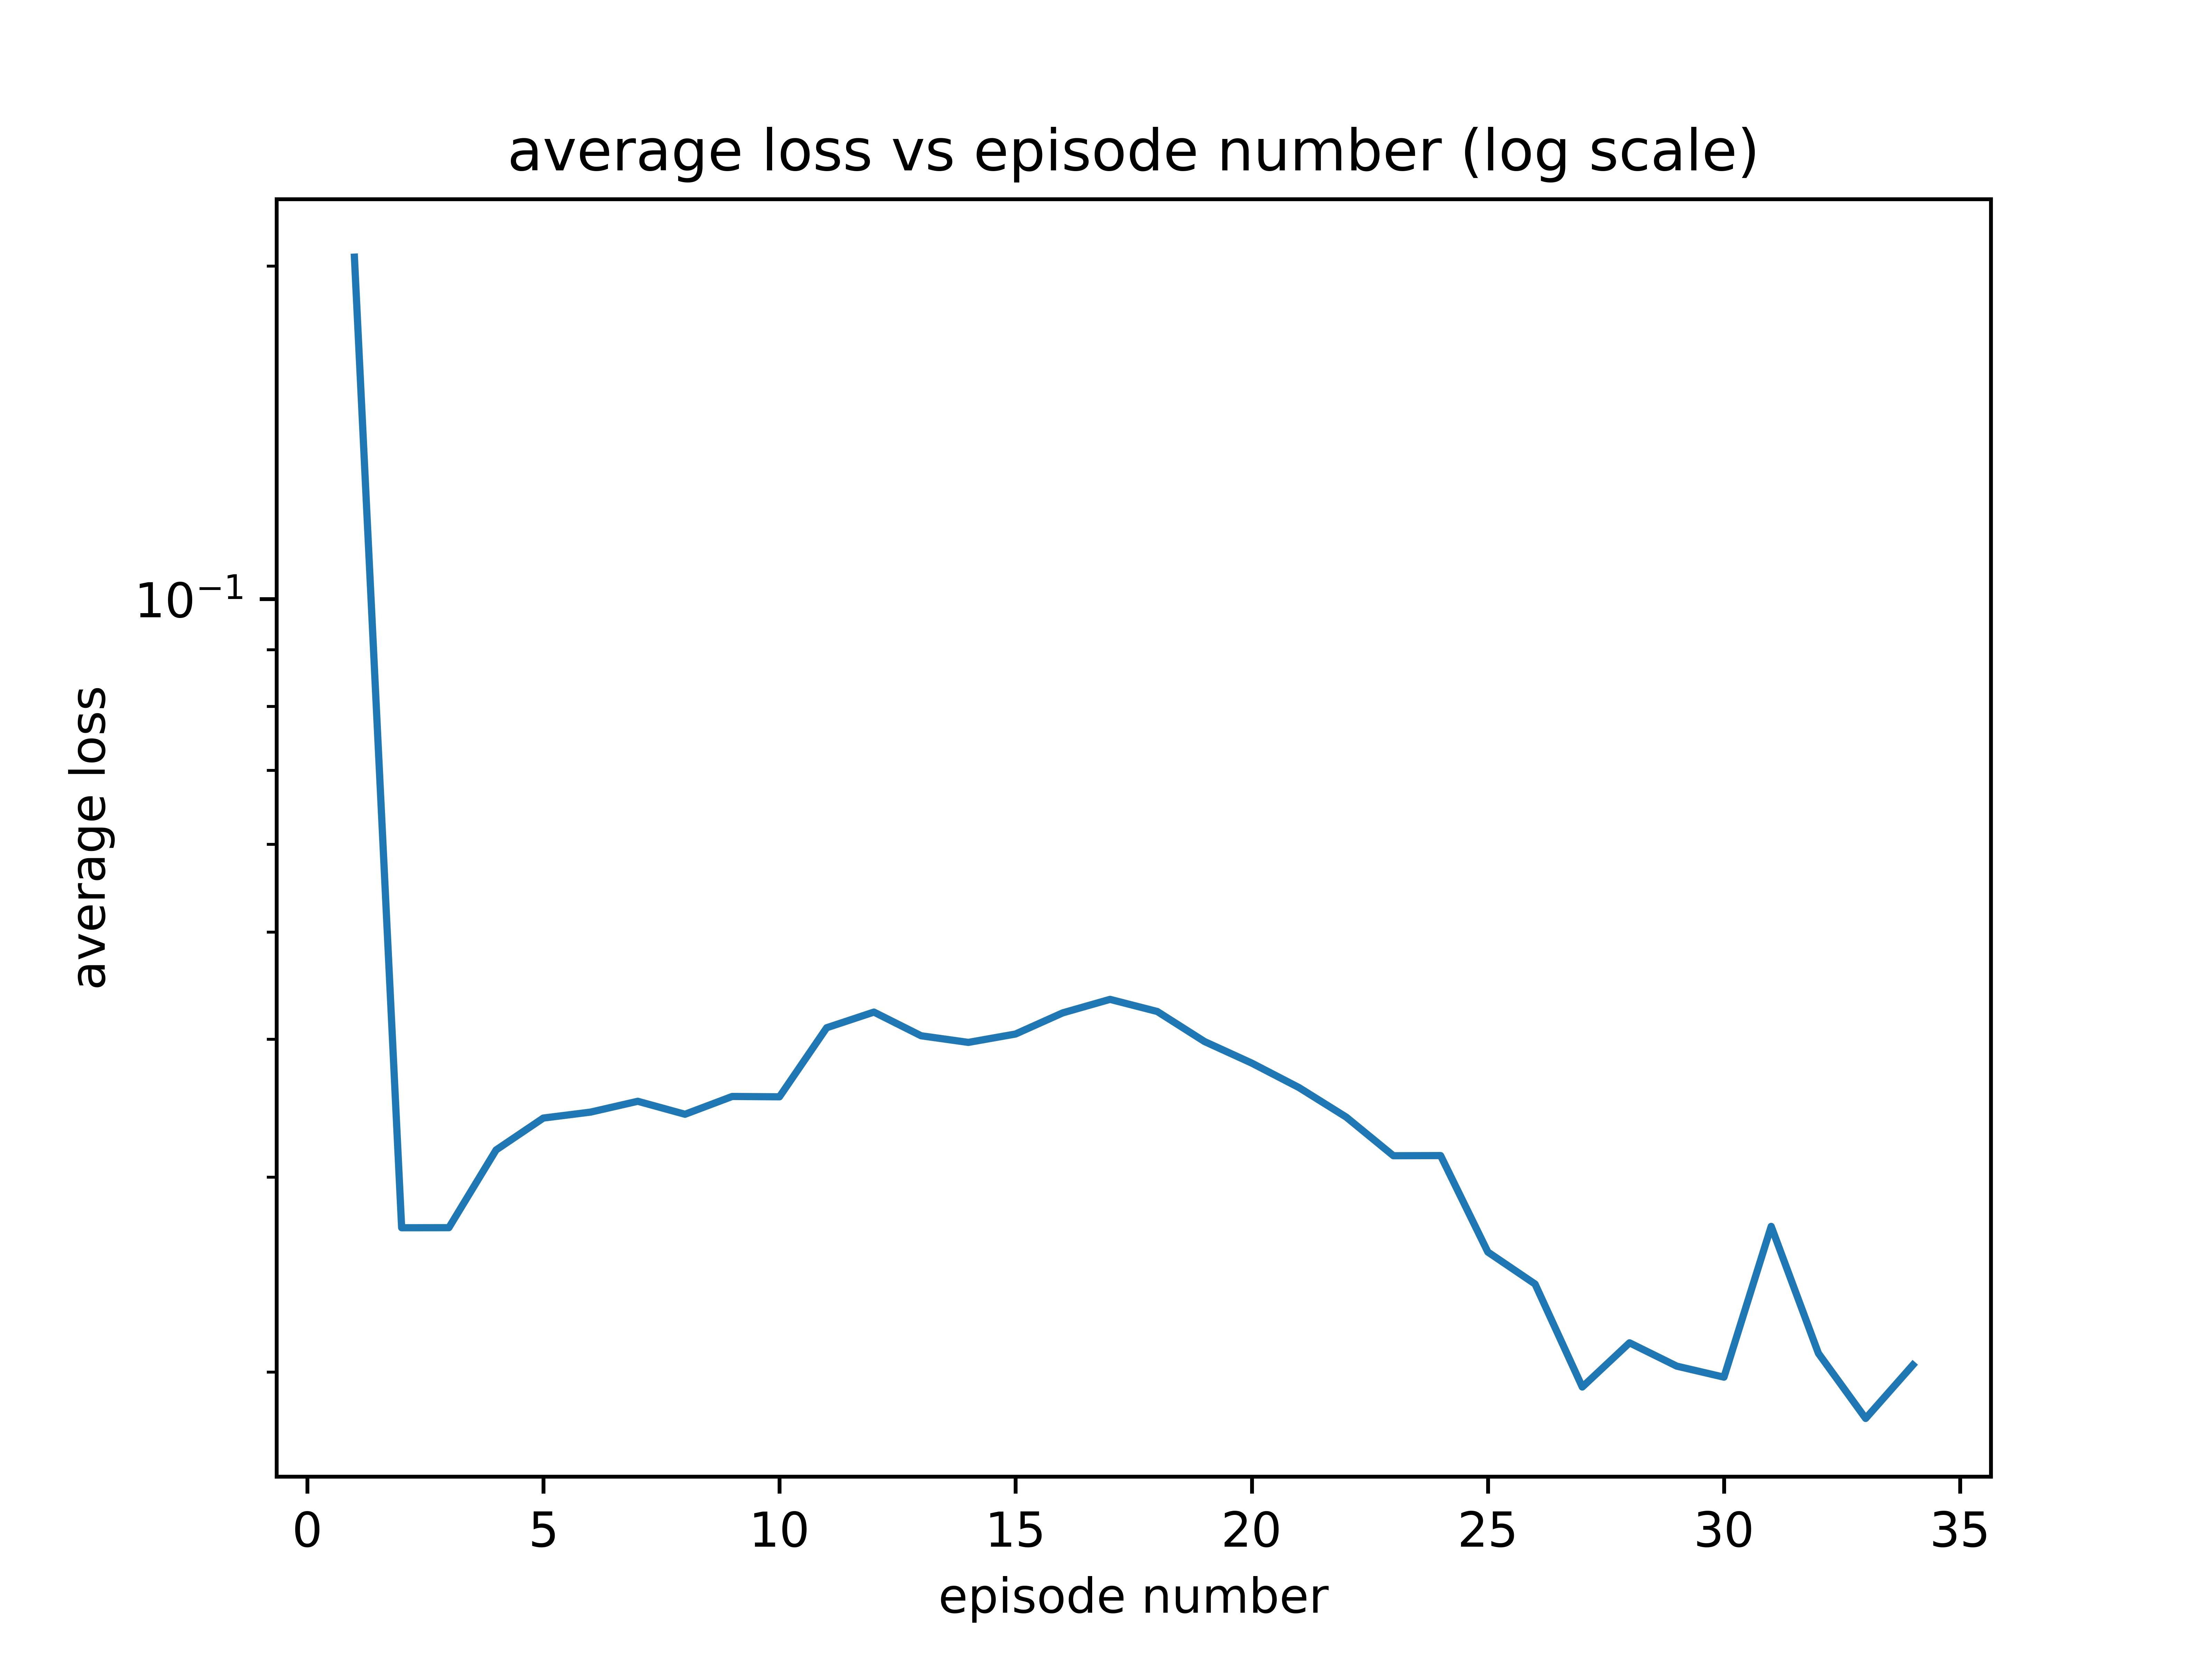 average loss vs episode number (log scale)
10⁻¹
average loss
0 5 10 15 20 25 30 35
episode number